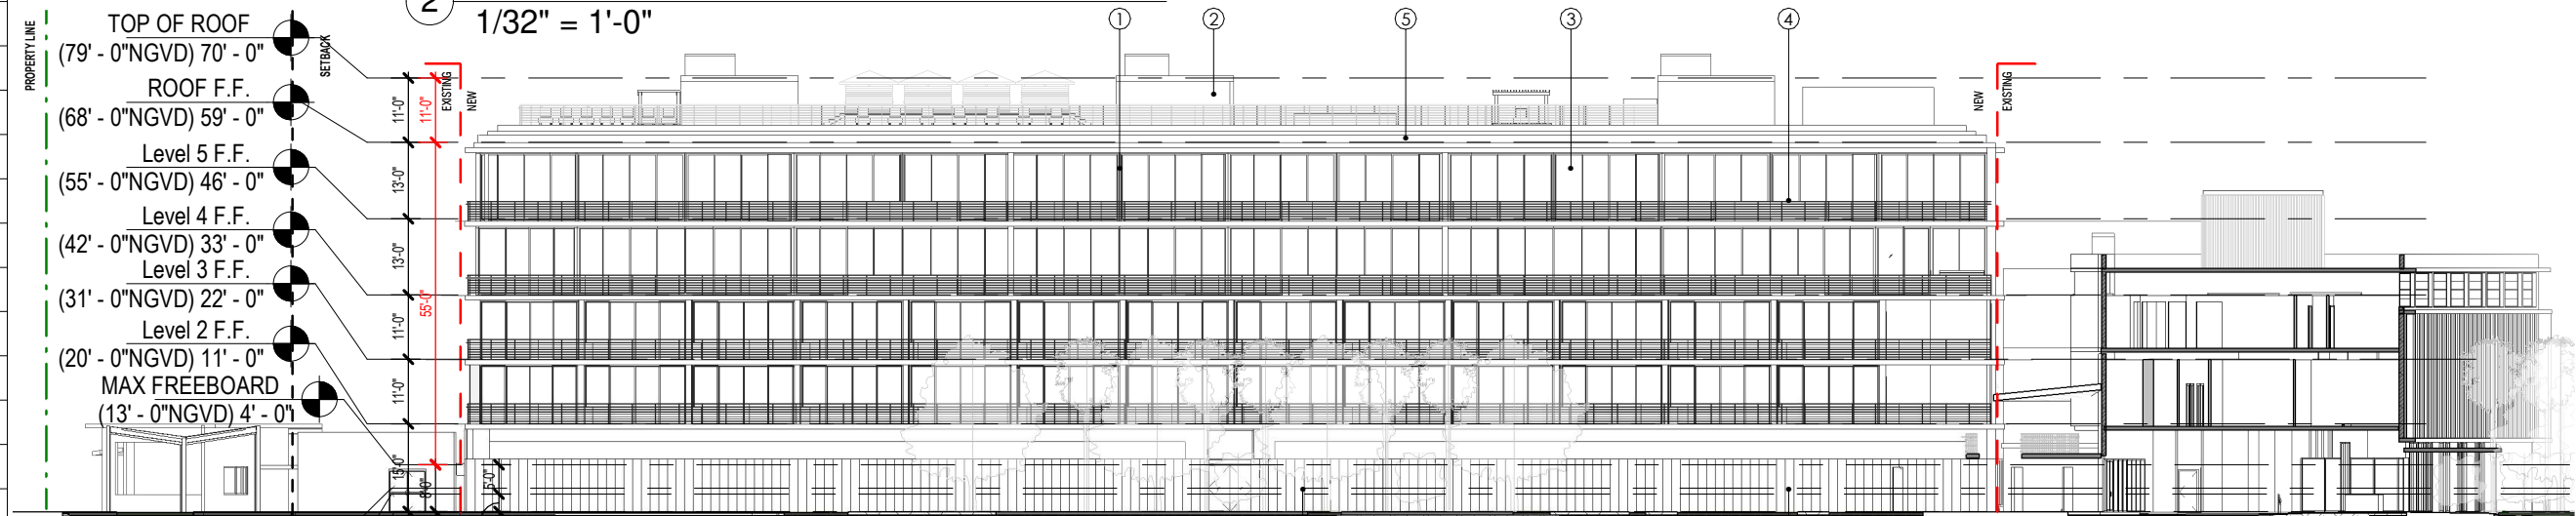 2
1/32" = 1'-0"
PROPERTY LINE
SETBACK
TOP OF ROOF
(79' - 0"NGVD) 70' - 0"
ROOF F.F.
(68' - 0"NGVD) 59' - 0"
Level 5 F.F.
(55' - 0"NGVD) 46' - 0"
Level 4 F.F.
(42' - 0"NGVD) 33' - 0"
Level 3 F.F.
(31' - 0"NGVD) 22' - 0"
Level 2 F.F.
(20' - 0"NGVD) 11' - 0"
MAX FREEBOARD
(13' - 0"NGVD) 4' - 0"
11'-0"
11'-0"
13'-0"
13'-0"
55'-0"
11'-0"
11'-0"
15'-0"
8'-0"
5'-0"
EXISTING
NEW
1
2
5
3
4
NEW
EXISTING